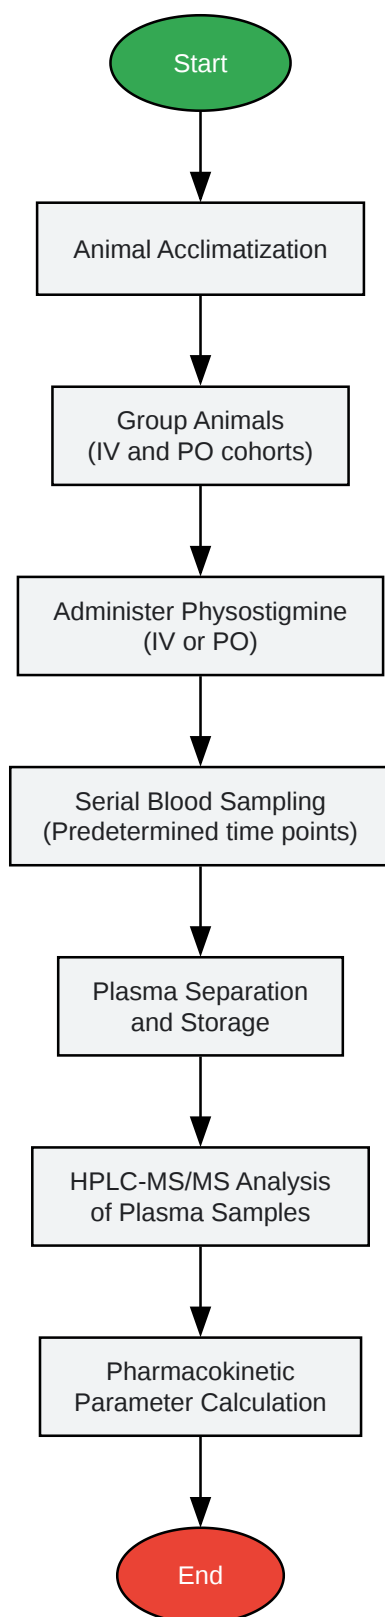 Start
Animal Acclimatization
Group Animals
(IV and PO cohorts)
Administer Physostigmine
(IV or PO)
Serial Blood Sampling
(Predetermined time points)
Plasma Separation
and Storage
HPLC-MS/MS Analysis
of Plasma Samples
Pharmacokinetic
Parameter Calculation
End